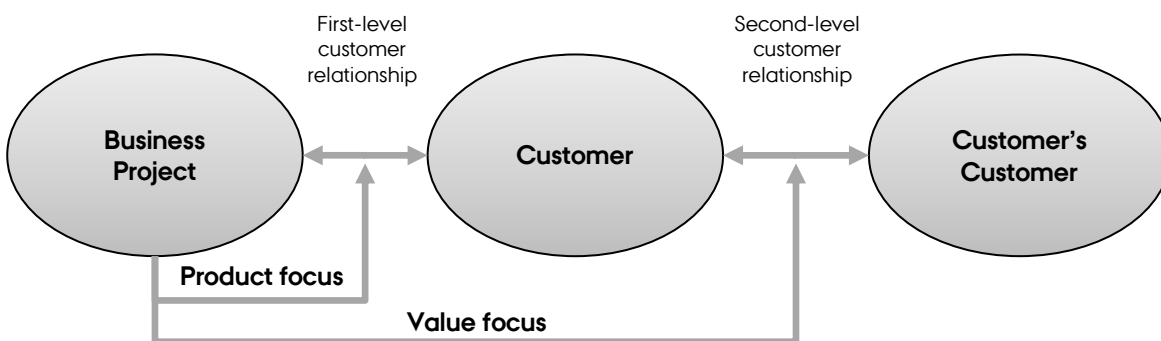 First-level
customer
relationship
Second-level
customer
relationship
Business
Project
Customer
Customer’s
Customer
Product focus
Value focus